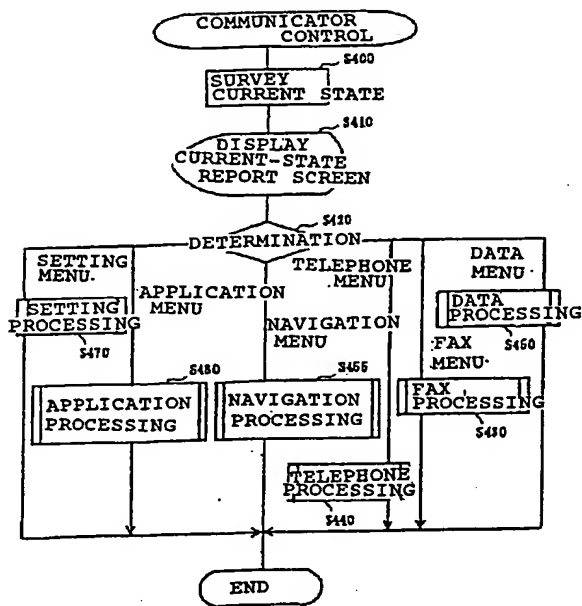 COMMUNICATOR
CONTROL
S400
SURVEY
CURRENT STATE
S410
DISPLAY
CURRENT-STATE
REPORT SCREEN
S420
DETERMINATION
SETTING
MENU.
APPLICATION
MENU
NAVIGATION
MENU
TELEPHONE
MENU
FAX
MENU.
DATA
MENU.
SETTING
PROCESSING
S470
DATA
PROCESSING
S450
APPLICATION
PROCESSING
NAVIGATION
PROCESSING
S455
FAX
PROCESSING
S430
TELEPHONE
PROCESSING
S440
END